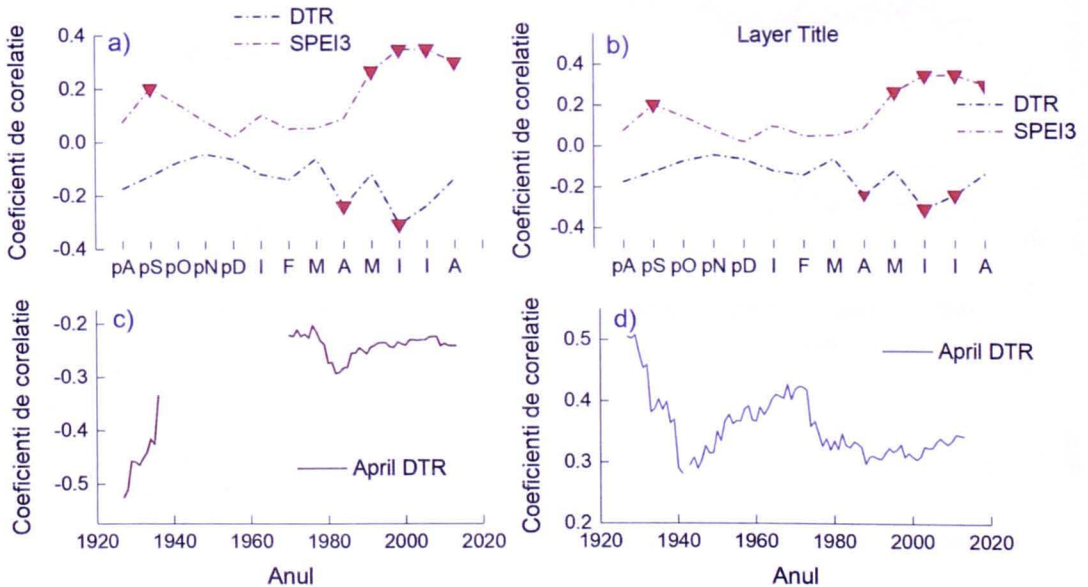 DTR
SPEI3
a)
Coeficienti de corelatie
0.4
0.2
0.0
-0.2
-0.4
pA pS pO pN pD I F M A M I I A
Layer Title
b)
DTR
SPEI3
Coeficienti de corelatie
0.4
0.2
0.0
-0.2
-0.4
pA pS pO pN pD I F M A M I I A
c)
Coeficienti de corelatie
-0.2
-0.3
-0.4
-0.5
April DTR
1920 1940 1960 1980 2000 2020
Anul
d)
Coeficienti de corelatie
0.5
0.4
0.3
0.2
April DTR
1920 1940 1960 1980 2000 2020
Anul